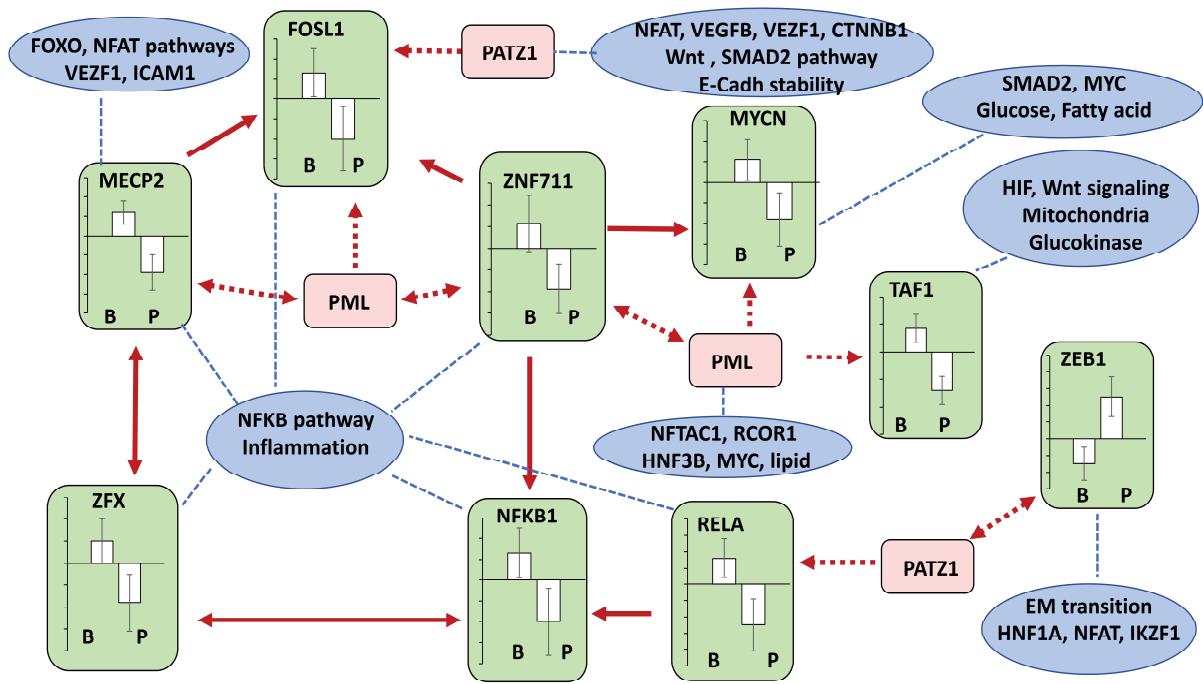 FOXO, NFAT pathways
VEZF1, ICAM1
FOSL1
B P
PATZ1
NFAT, VEGFB, VEZF1, CTNNB1
Wnt , SMAD2 pathway
E-Cadh stability
SMAD2, MYC
Glucose, Fatty acid
MECP2
B P
ZNF711
B P
MYCN
B P
HIF, Wnt signaling
Mitochondria
Glucokinase
PML
PML
TAF1
B P
ZEB1
B P
NFKB pathway
Inflammation
NFTAC1, RCOR1
HNF3B, MYC, lipid
ZFX
B P
NFKB1
B P
RELA
B P
PATZ1
EM transition
HNF1A, NFAT, IKZF1